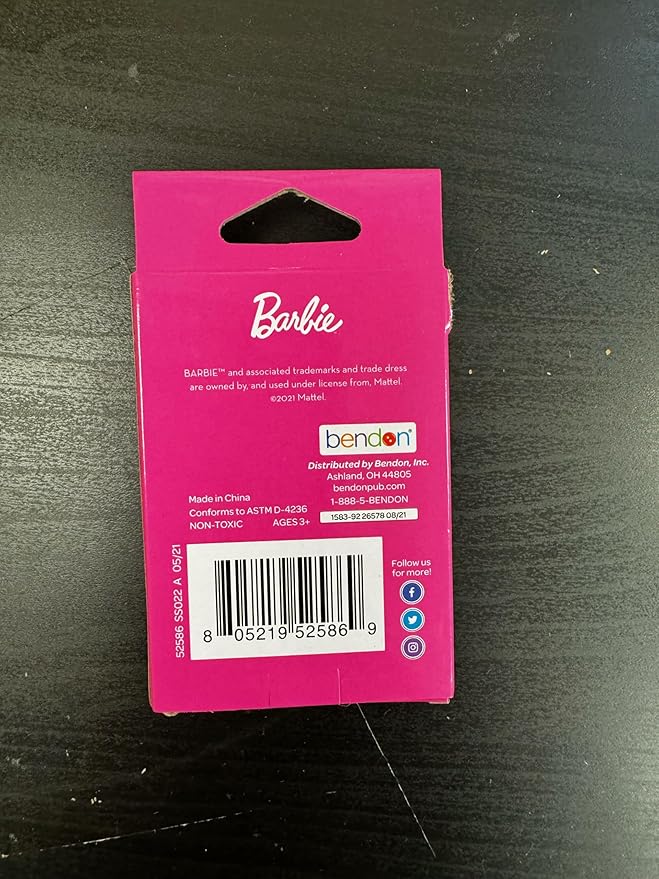 Barbie
BARBIE™ and associated trademarks and trade dress
are owned by, and used under license from, Mattel.
©2021 Mattel.
bendon®
Distributed by Bendon, Inc.
Ashland, OH 44805
bendonpub.com
1-888-5-BENDON
1583-92 26578 08/21
Made in China
Conforms to ASTM D-4236
NON-TOXIC AGES 3+
52586 SS022 A 05/21
8 05219 52586 9
Follow us
for more!